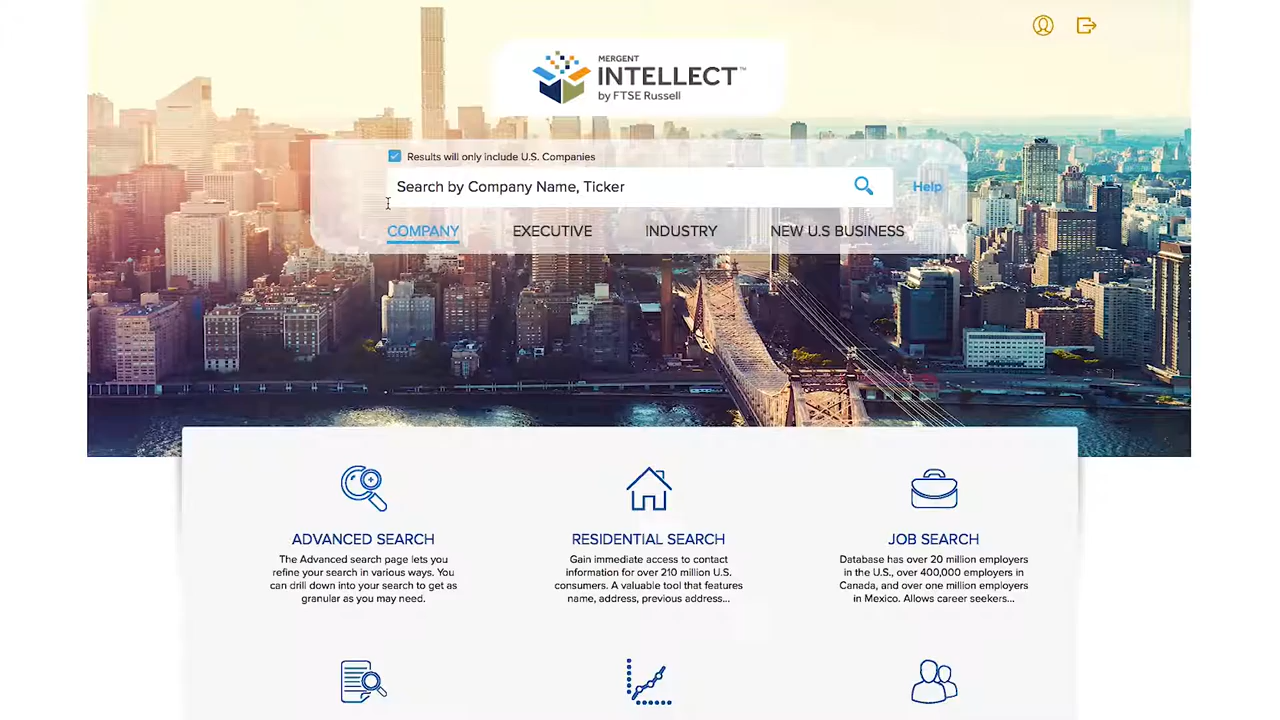 MERGENT
INTELLECT™
by FTSE Russell
Results will only include U.S. Companies
Search by Company Name, Ticker
Help
COMPANY
EXECUTIVE
INDUSTRY
NEW U.S BUSINESS
ADVANCED SEARCH
The Advanced search page lets you
refine your search in various ways. You
can drill down into your search to get as
granular as you may need.
RESIDENTIAL SEARCH
Gain immediate access to contact
information for over 210 million U.S.
consumers. A valuable tool that features
name, address, previous address...
JOB SEARCH
Database has over 20 million employers
in the U.S., over 400,000 employers in
Canada, and over one million employers
in Mexico. Allows career seekers...